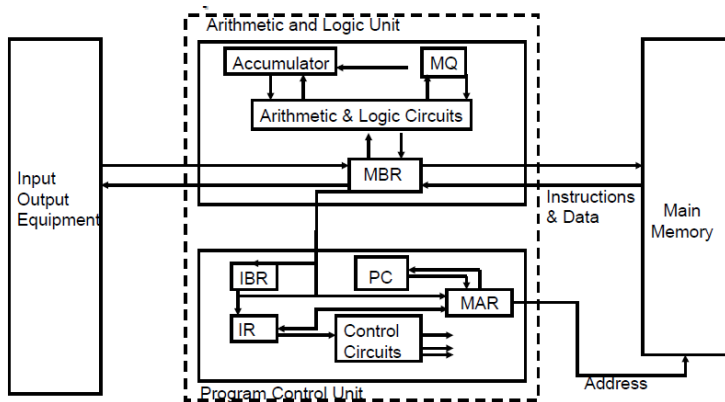 Arithmetic and Logic Unit
Accumulator
MQ
Arithmetic & Logic Circuits
MBR
Input
Output
Equipment
Instructions
& Data
Main
Memory
IBR
PC
MAR
IR
Control
Circuits
Address
Program Control Unit